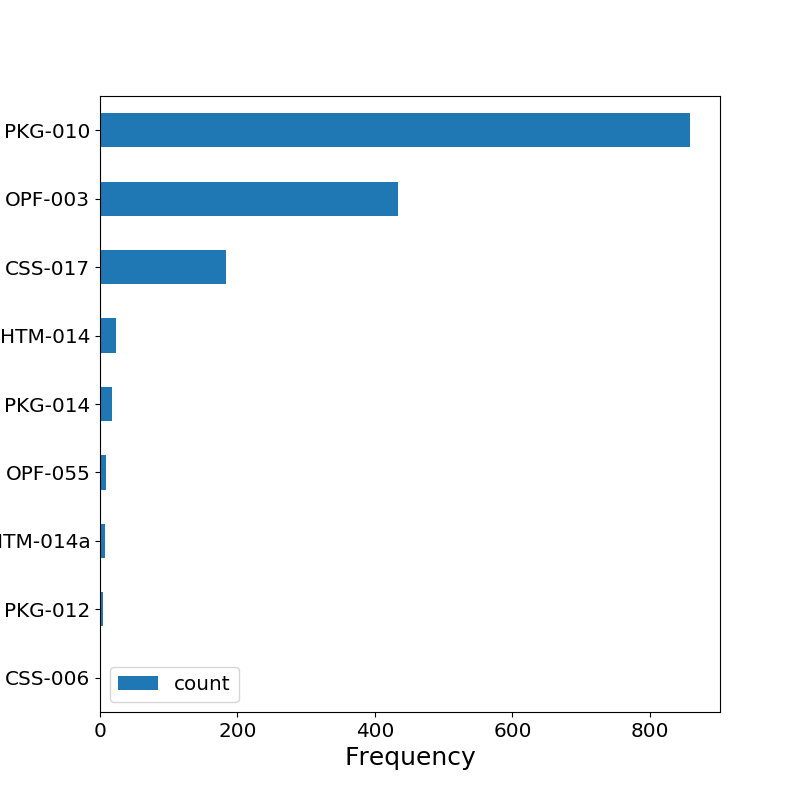 PKG-010
OPF-003
CSS-017
HTM-014
PKG-014
OPF-055
HTM-014a
PKG-012
CSS-006
count
0 200 400 600 800
Frequency